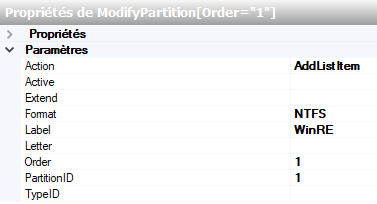 Propriétés de ModifyPartition[Order="1"]
Propriétés
Paramètres
Action AddListItem
Active
Extend
Format NTFS
Label WinRE
Letter
Order 1
PartitionID 1
TypeID